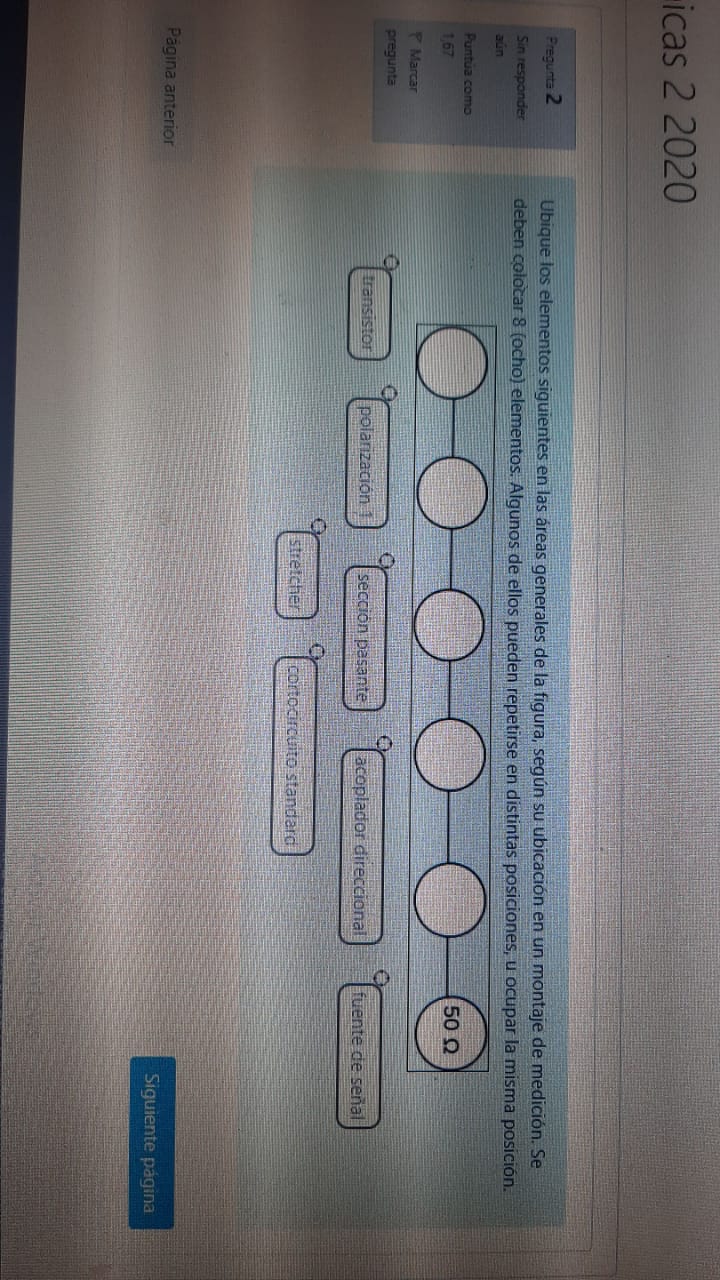 icas 2 2020
Pregunta 2
Sin responder
aún
Puntúa como
1,67
Marcar
pregunta
Ubique los elementos siguientes en las áreas generales de la figura, según su ubicación en un montaje de medición. Se
deben colocar 8 (ocho) elementos. Algunos de ellos pueden repetirse en distintas posiciones, u ocupar la misma posición.
50 Ω
transistor
polarización 1
sección pasante
acoplador direccional
fuente de señal
stretcher
cortocircuito standard
Página anterior
Siguiente página